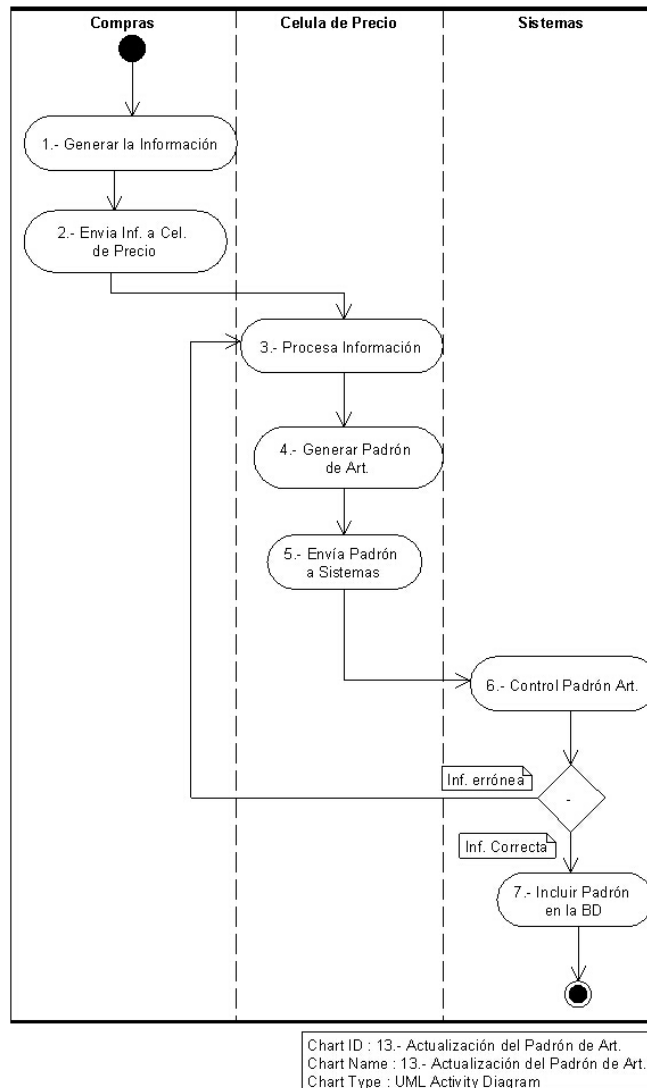 Compras
Celula de Precio
Sistemas
1.- Generar la Información
2.- Envia Inf. a Cel.
de Precio
3.- Procesa Información
4.- Generar Padrón
de Art.
5.- Envía Padrón
a Sistemas
6.- Control Padrón Art.
Inf. errónea
-
Inf. Correcta
7.- Incluir Padrón
en la BD
Chart ID : 13.- Actualización del Padrón de Art.
Chart Name : 13.- Actualización del Padrón de Art.
Chart Type : UML Activity Diagram